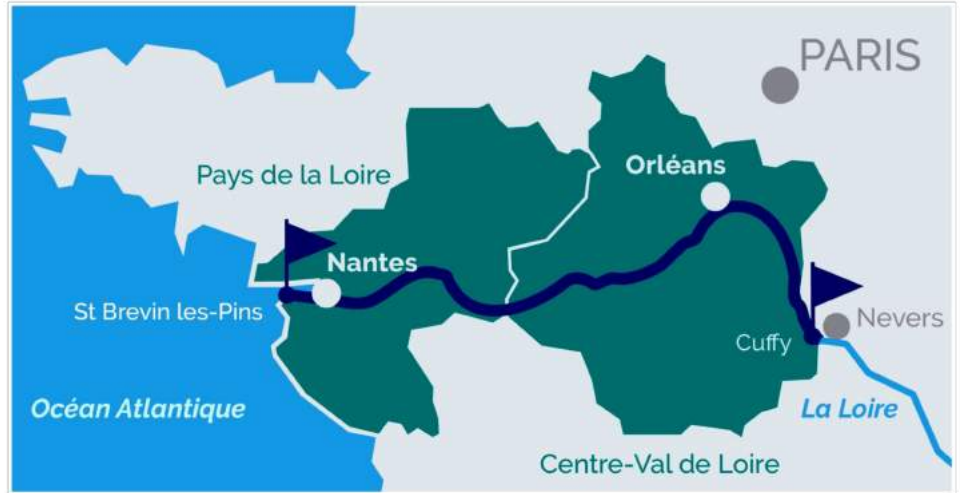 PARIS
Orléans
Pays de la Loire
Nantes
St Brevin les-Pins
Nevers
Cuffy
Océan Atlantique
La Loire
Centre-Val de Loire